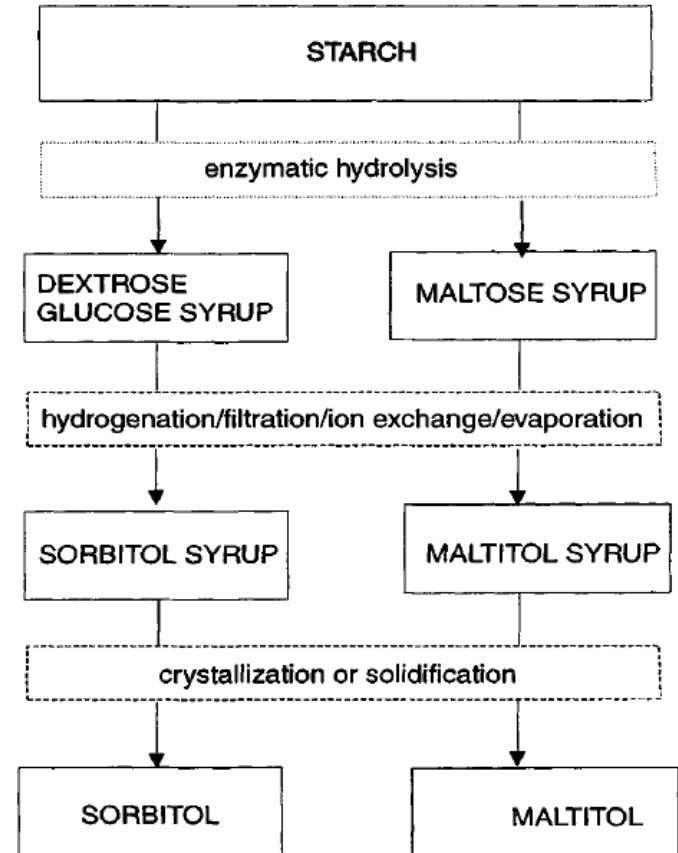 STARCH
enzymatic hydrolysis
DEXTROSE
GLUCOSE SYRUP
MALTOSE SYRUP
hydrogenation/filtration/ion exchange/evaporation
SORBITOL SYRUP
MALTITOL SYRUP
crystallization or solidification
SORBITOL
MALTITOL